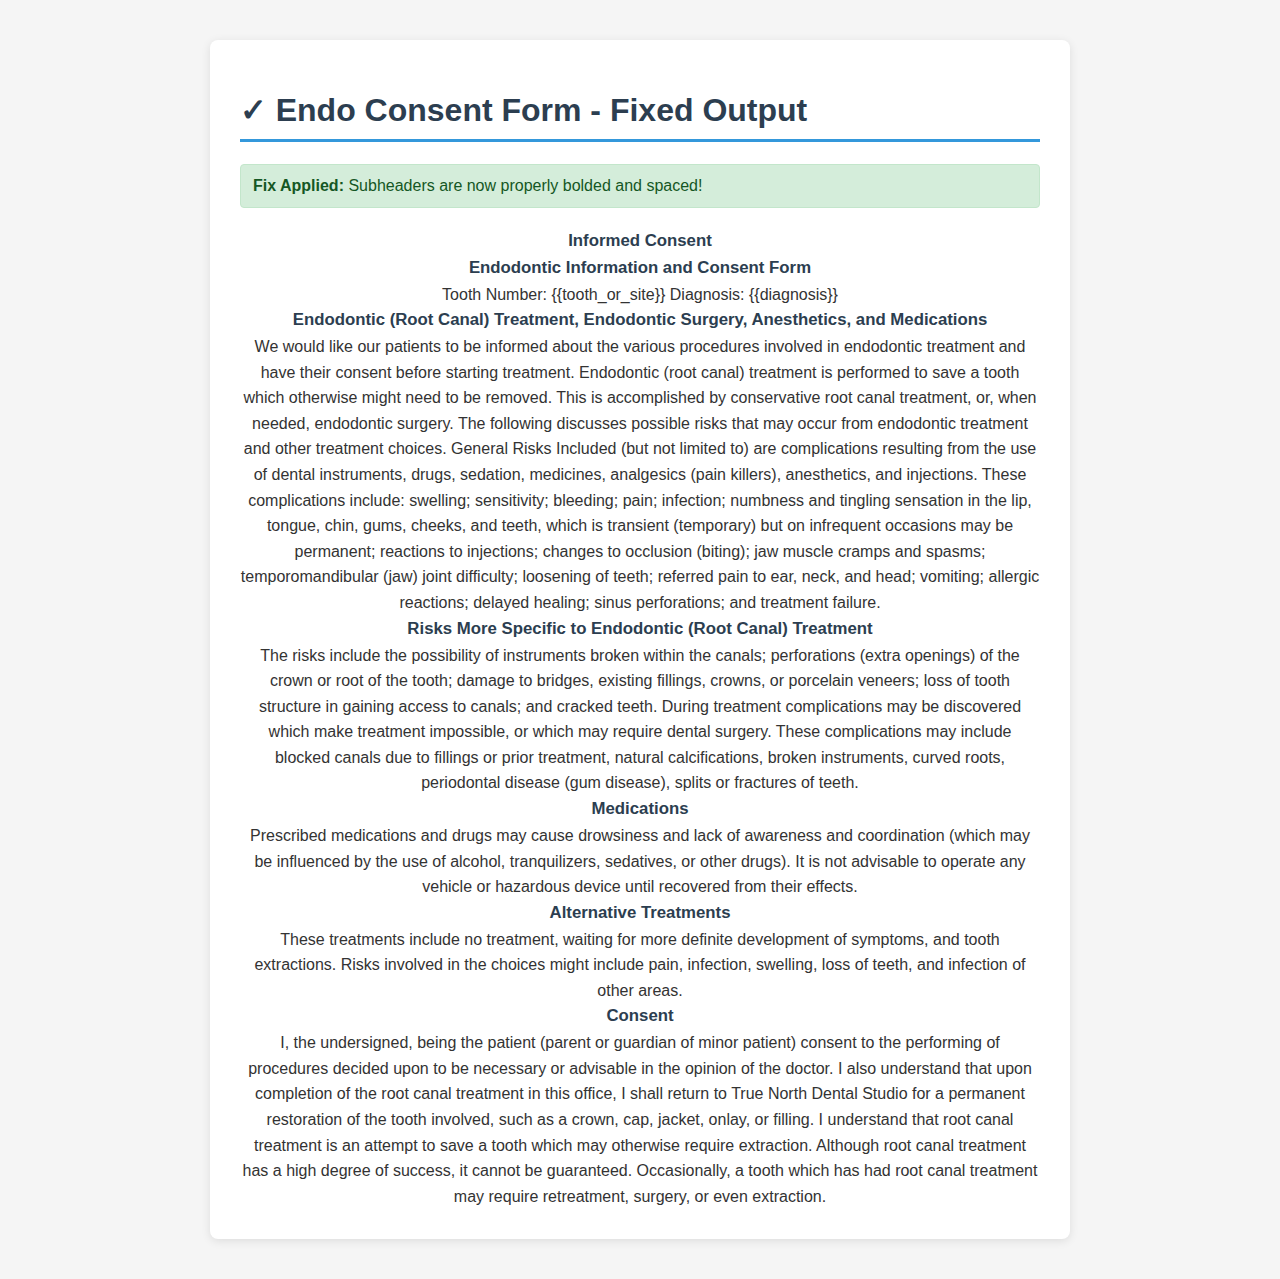 ✓ Endo Consent Form - Fixed Output
Fix Applied: Subheaders are now properly bolded and spaced!
Informed Consent
Endodontic Information and Consent Form
Tooth Number: {{tooth_or_site}} Diagnosis: {{diagnosis}}
Endodontic (Root Canal) Treatment, Endodontic Surgery, Anesthetics, and Medications
We would like our patients to be informed about the various procedures involved in endodontic treatment and
have their consent before starting treatment. Endodontic (root canal) treatment is performed to save a tooth
which otherwise might need to be removed. This is accomplished by conservative root canal treatment, or, when
needed, endodontic surgery. The following discusses possible risks that may occur from endodontic treatment
and other treatment choices. General Risks Included (but not limited to) are complications resulting from the use
of dental instruments, drugs, sedation, medicines, analgesics (pain killers), anesthetics, and injections. These
complications include: swelling; sensitivity; bleeding; pain; infection; numbness and tingling sensation in the lip,
tongue, chin, gums, cheeks, and teeth, which is transient (temporary) but on infrequent occasions may be
permanent; reactions to injections; changes to occlusion (biting); jaw muscle cramps and spasms;
temporomandibular (jaw) joint difficulty; loosening of teeth; referred pain to ear, neck, and head; vomiting; allergic
reactions; delayed healing; sinus perforations; and treatment failure.
Risks More Specific to Endodontic (Root Canal) Treatment
The risks include the possibility of instruments broken within the canals; perforations (extra openings) of the
crown or root of the tooth; damage to bridges, existing fillings, crowns, or porcelain veneers; loss of tooth
structure in gaining access to canals; and cracked teeth. During treatment complications may be discovered
which make treatment impossible, or which may require dental surgery. These complications may include
blocked canals due to fillings or prior treatment, natural calcifications, broken instruments, curved roots,
periodontal disease (gum disease), splits or fractures of teeth.
Medications
Prescribed medications and drugs may cause drowsiness and lack of awareness and coordination (which may
be influenced by the use of alcohol, tranquilizers, sedatives, or other drugs). It is not advisable to operate any
vehicle or hazardous device until recovered from their effects.
Alternative Treatments
These treatments include no treatment, waiting for more definite development of symptoms, and tooth
extractions. Risks involved in the choices might include pain, infection, swelling, loss of teeth, and infection of
other areas.
Consent
I, the undersigned, being the patient (parent or guardian of minor patient) consent to the performing of
procedures decided upon to be necessary or advisable in the opinion of the doctor. I also understand that upon
completion of the root canal treatment in this office, I shall return to True North Dental Studio for a permanent
restoration of the tooth involved, such as a crown, cap, jacket, onlay, or filling. I understand that root canal
treatment is an attempt to save a tooth which may otherwise require extraction. Although root canal treatment
has a high degree of success, it cannot be guaranteed. Occasionally, a tooth which has had root canal treatment
may require retreatment, surgery, or even extraction.